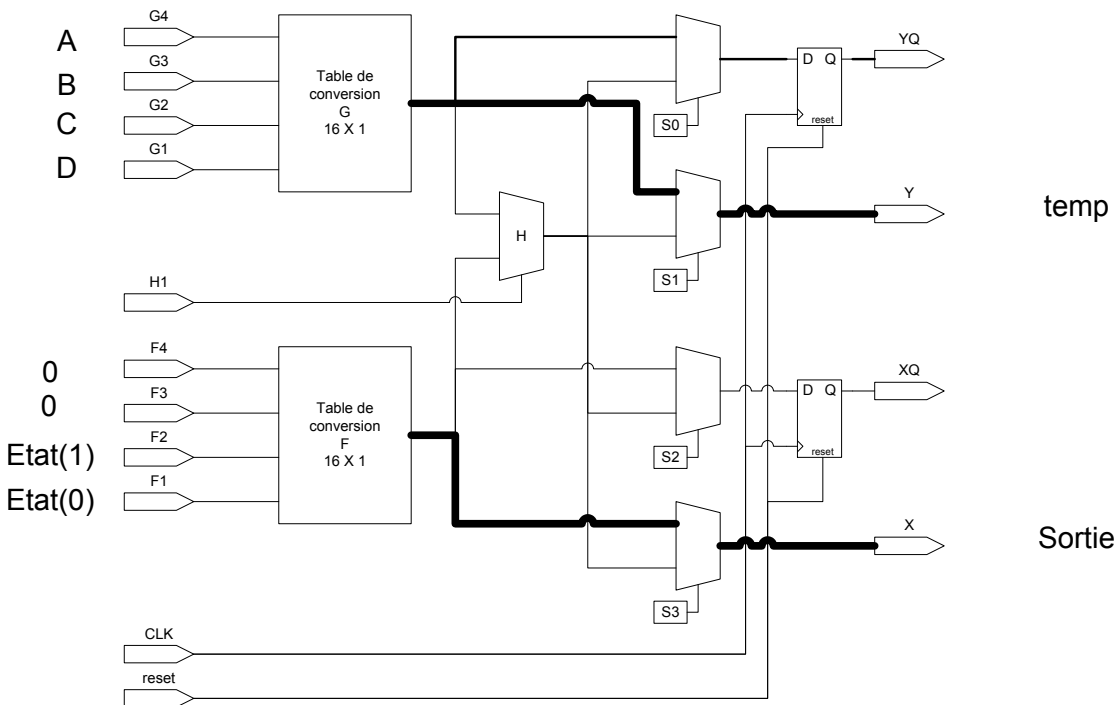 G4
A
G3
B
G2
C
G1
D
Table de
conversion
G
16 X 1
S0
D Q
reset
YQ
H
S1
Y
temp
H1
F4
0
F3
0
F2
Etat(1)
F1
Etat(0)
Table de
conversion
F
16 X 1
S2
D Q
reset
XQ
S3
X
Sortie
CLK
reset